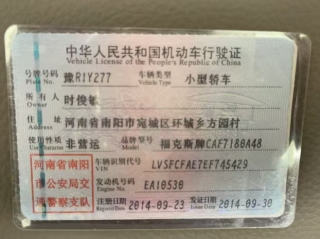 中华人民共和国机动车行驶证
Vehicle License of the People's Republic of China
号牌号码 豫R1Y277 车辆类型 小型轿车
Plate No. Vehicle Type
所有人 时俊敏
Owner
住址 河南省南阳市宛城区环城乡方园村
Address
使用性质 非营运 品牌型号 福克斯牌CAF7180A48
Use Character Model
河南省南阳 车辆识别代号 LVSFCFAE7EF745429
VIN
市公安局交 发动机号码 EA10530
Engine No.
通警察支队 注册日期 2014-09-23 发证日期 2014-09-30
Register Date Issue Date